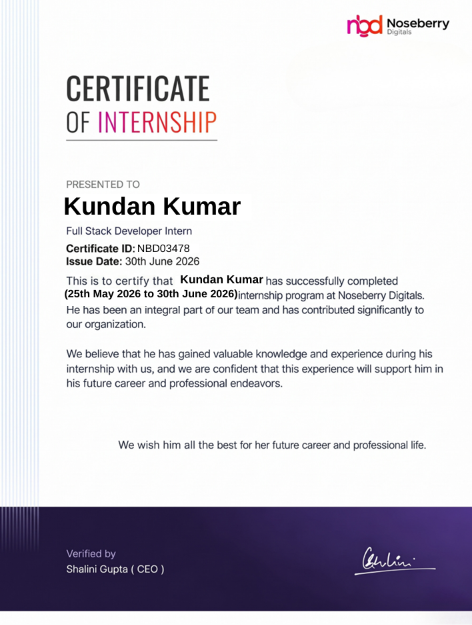 nbd Noseberry
Digitals
CERTIFICATE
OF INTERNSHIP
PRESENTED TO
Kundan Kumar
Full Stack Developer Intern
Certificate ID: NBD03478
Issue Date: 30th June 2026
This is to certify that Kundan Kumar has successfully completed
(25th May 2026 to 30th June 2026)internship program at Noseberry Digitals.
He has been an integral part of our team and has contributed significantly to
our organization.
We believe that he has gained valuable knowledge and experience during his
internship with us, and we are confident that this experience will support him in
his future career and professional endeavors.
We wish him all the best for her future career and professional life.
Verified by
Shalini Gupta ( CEO )
Shalini